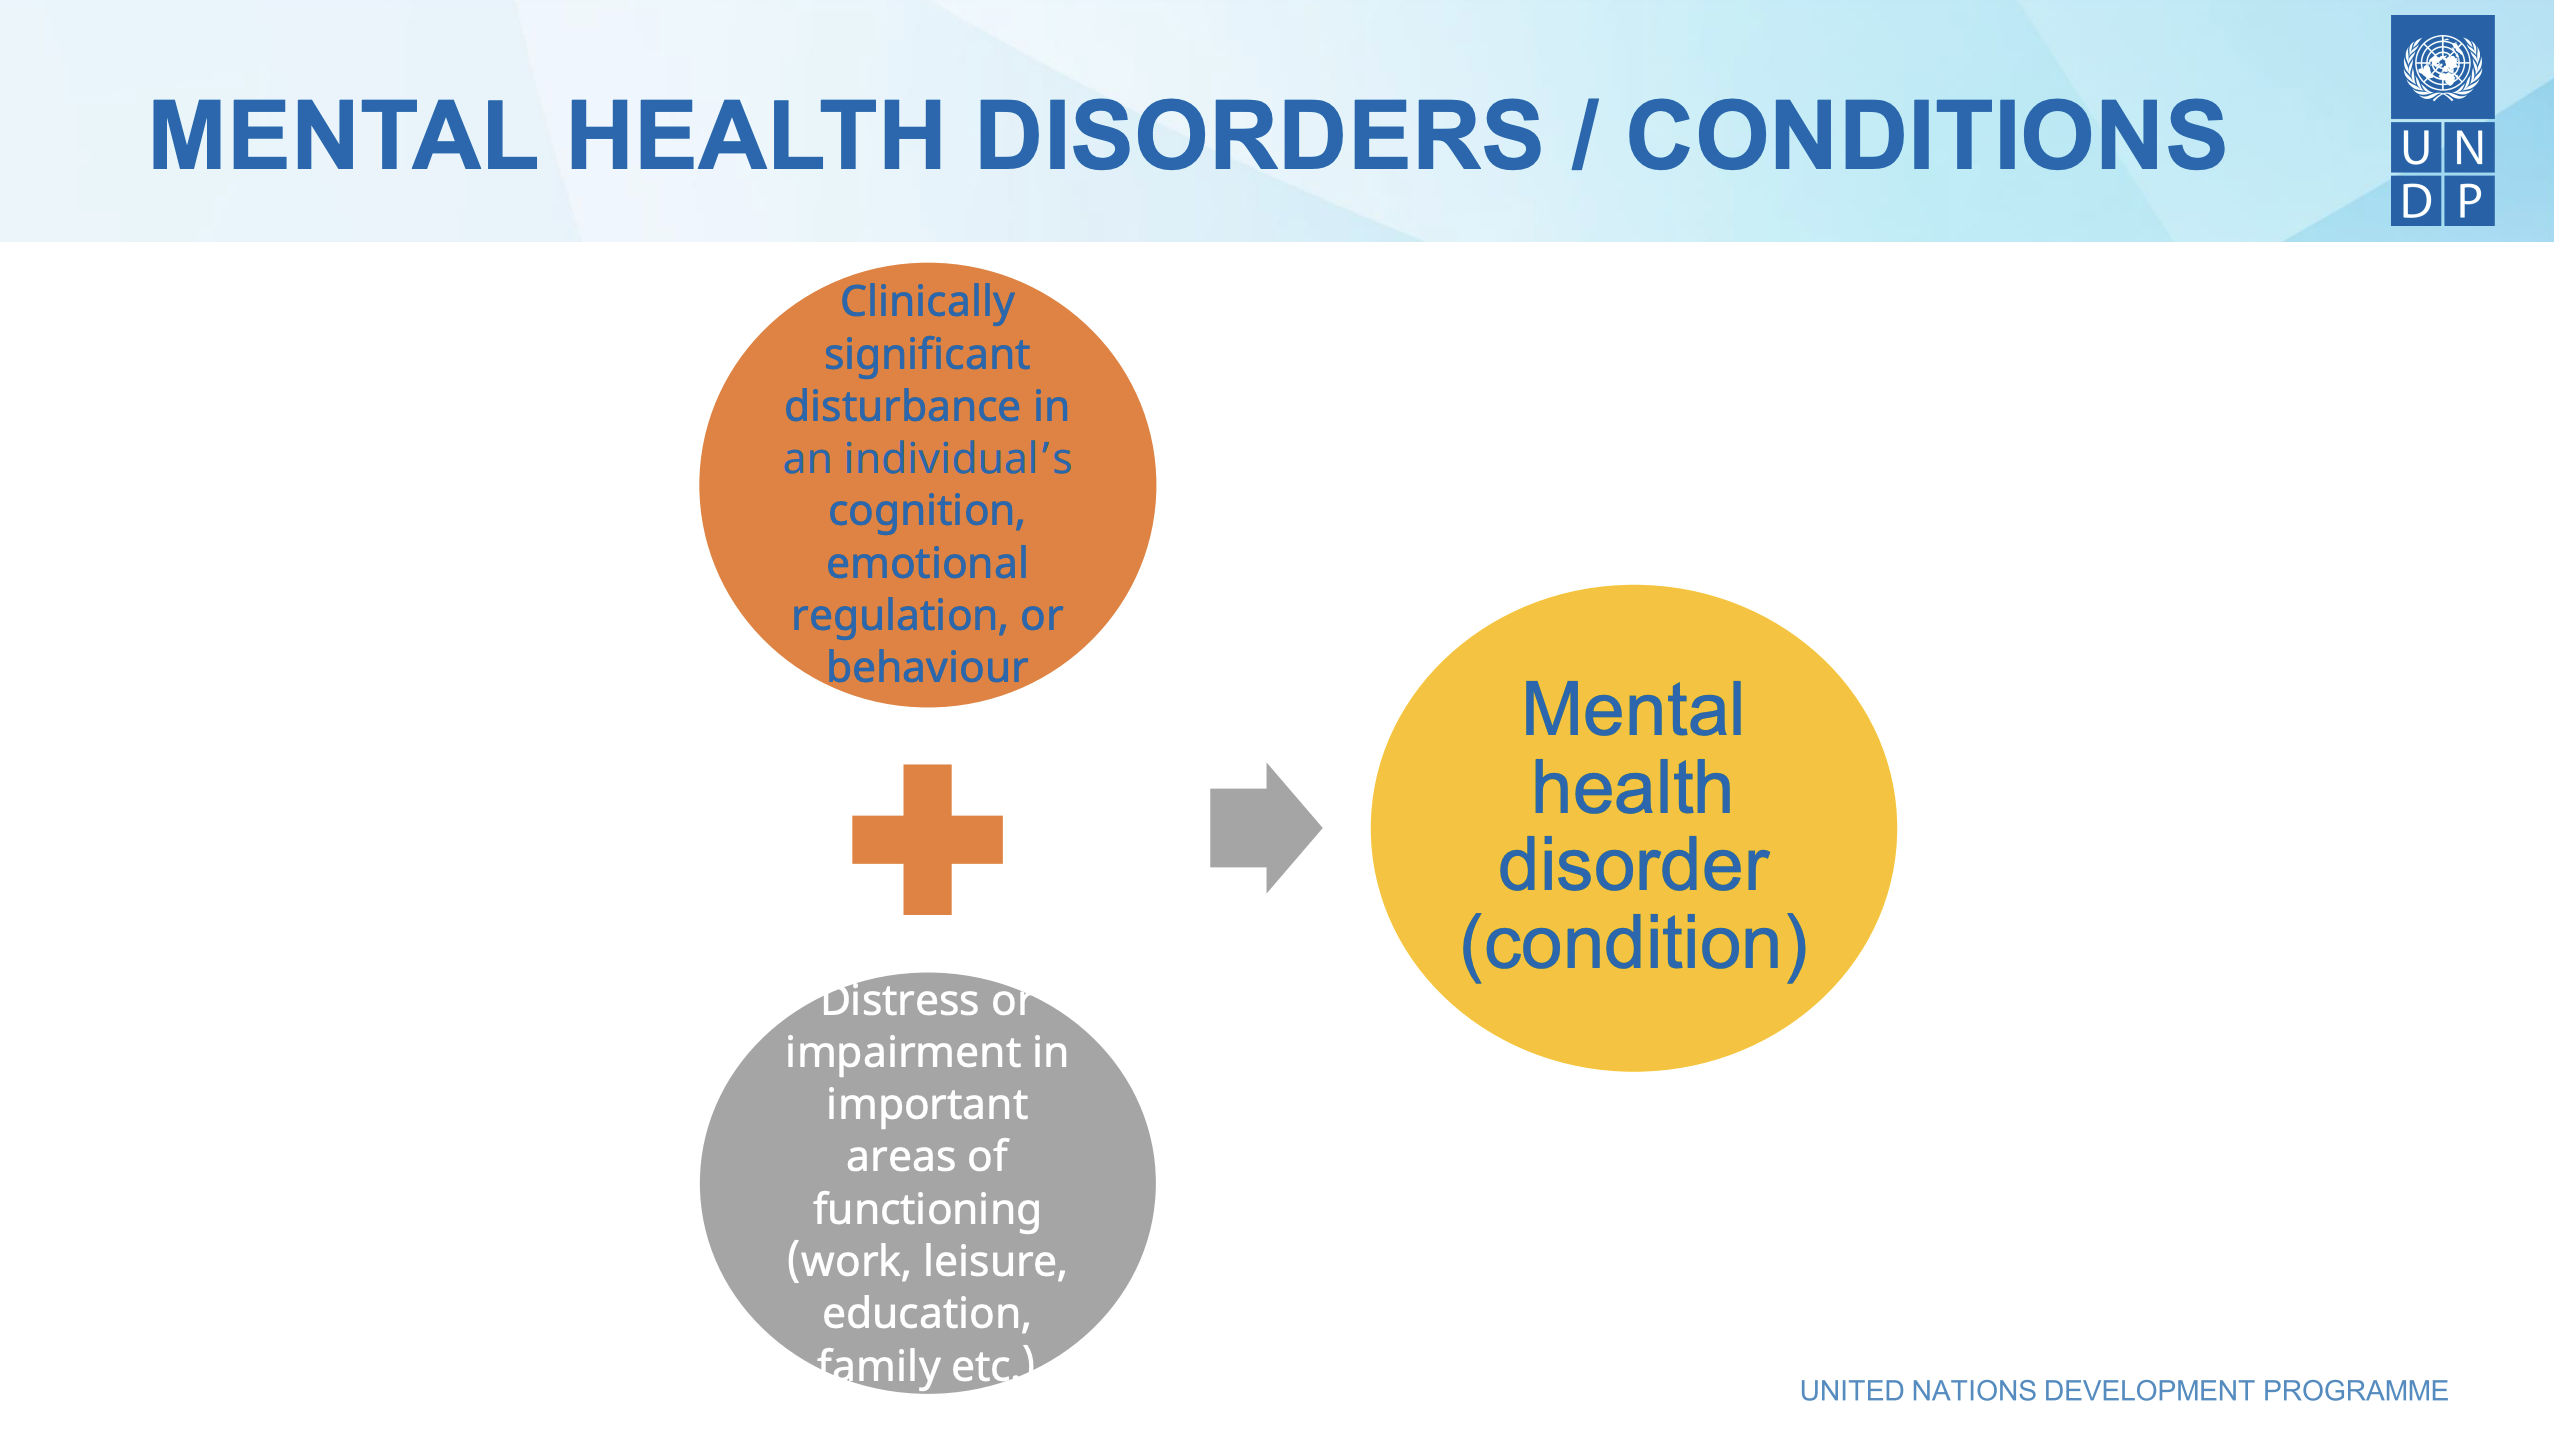 MENTAL HEALTH DISORDERS / CONDITIONS
U N
D P
Clinically
significant
disturbance in
an individual’s
cognition,
emotional
regulation, or
behaviour
Mental
health
disorder
(condition)
Distress or
impairment in
important
areas of
functioning
(work, leisure,
education,
family etc.)
UNITED NATIONS DEVELOPMENT PROGRAMME